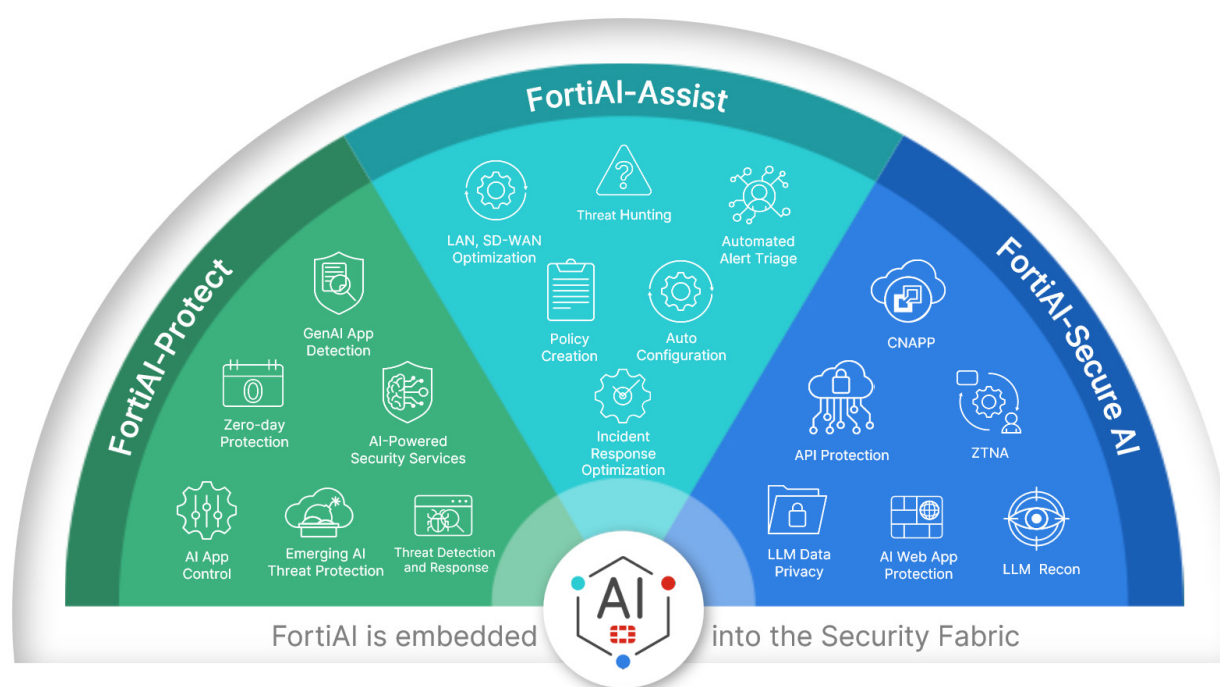 FortiAI-Assist
FortiAI-Protect
FortiAI-Secure AI
GenAI App
Detection
Zero-day
Protection
AI-Powered
Security Services
AI App
Control
Emerging AI
Threat Protection
Threat Detection
and Response
LAN, SD-WAN
Optimization
Threat Hunting
Automated
Alert Triage
Policy
Creation
Auto
Configuration
Incident
Response
Optimization
CNAPP
API Protection
ZTNA
LLM Data
Privacy
AI Web App
Protection
LLM Recon
0
?
AI
FortiAI is embedded
into the Security Fabric